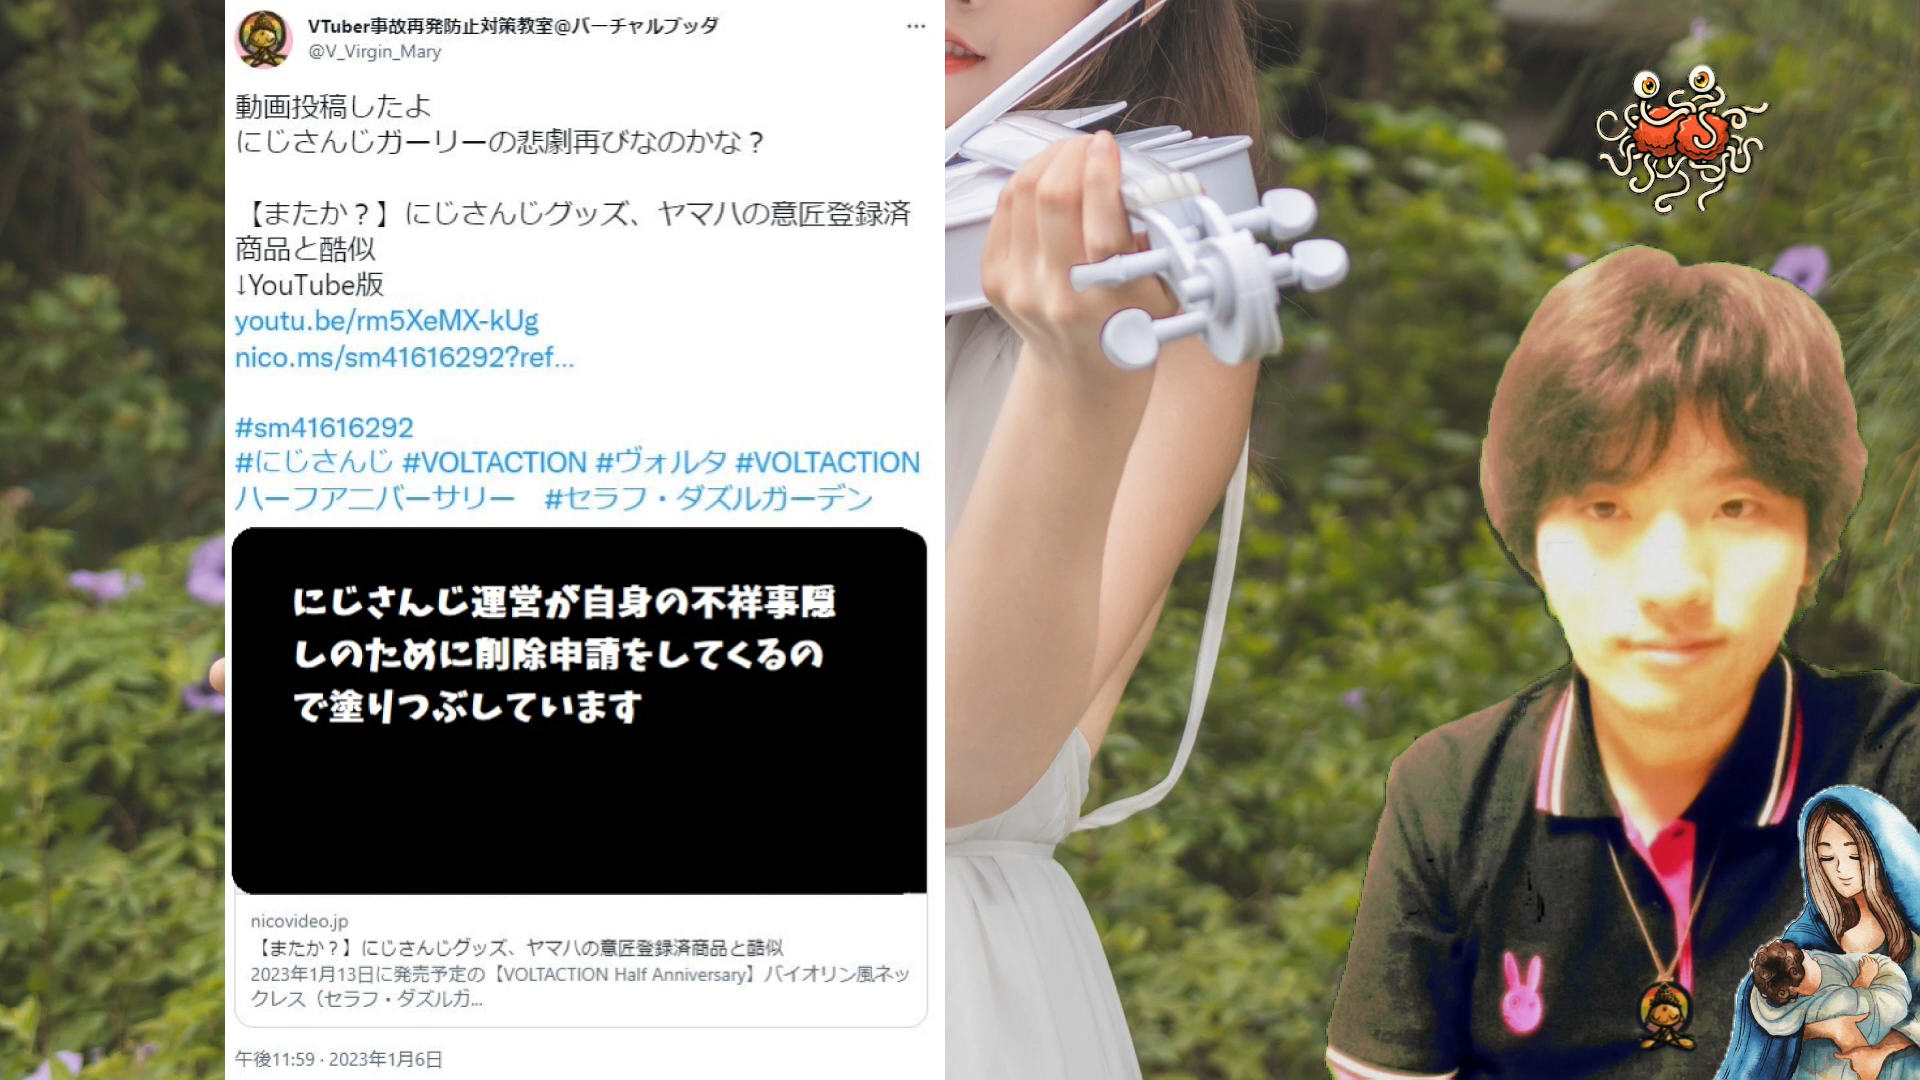 VTuber事故再発防止対策教室@バーチャルブッダ
@V_Virgin_Mary
動画投稿したよ
にじさんじガーリーの悲劇再びなのかな？
【またか？】にじさんじグッズ、ヤマハの意匠登録済
商品と酷似
↓YouTube版
youtu.be/rm5XeMX-kUg
nico.ms/sm41616292?ref...
#sm41616292
#にじさんじ #VOLTACTION #ヴォルタ #VOLTACTION
ハーフアニバーサリー　#セラフ・ダズルガーデン
にじさんじ運営が自身の不祥事隠
しのために削除申請をしてくるの
で塗りつぶしています
nicovideo.jp
【またか？】にじさんじグッズ、ヤマハの意匠登録済商品と酷似
2023年1月13日に発売予定の【VOLTACTION Half Anniversary】バイオリン風ネッ
クレス（セラフ・ダズルガ...
午後11:59 · 2023年1月6日